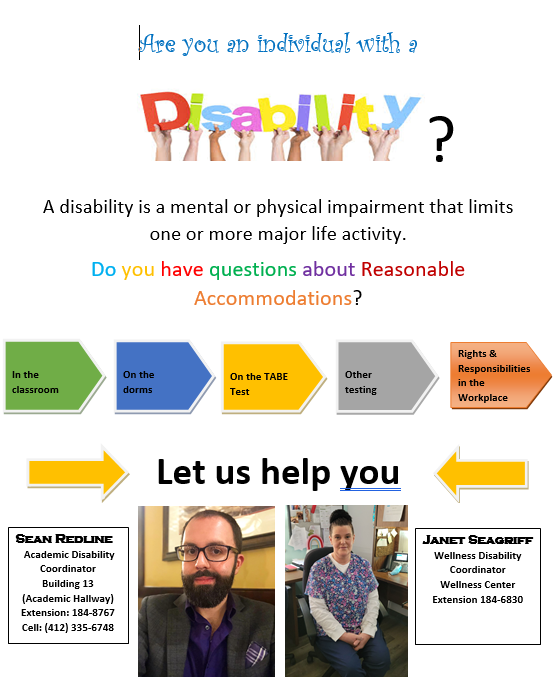 Are you an individual with a
Disability
?
A disability is a mental or physical impairment that limits
one or more major life activity.
Do you have questions about Reasonable
Accommodations?
In the
classroom
On the
dorms
On the TABE
Test
Other
testing
Rights &
Responsibilities
in the
Workplace
Let us help you
Sean Redline
Academic Disability
Coordinator
Building 13
(Academic Hallway)
Extension: 184-8767
Cell: (412) 335-6748
Janet Seagriff
Wellness Disability
Coordinator
Wellness Center
Extension 184-6830